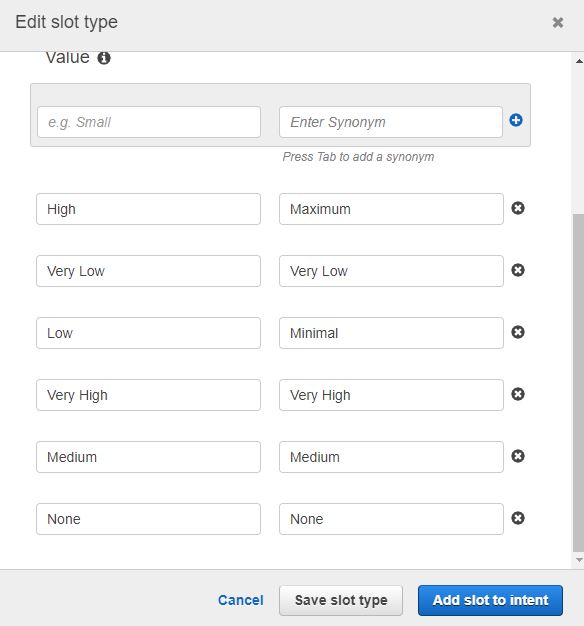 Edit slot type
Value
e.g. Small Enter Synonym
Press Tab to add a synonym
High Maximum
Very Low Very Low
Low Minimal
Very High Very High
Medium Medium
None None
Cancel Save slot type Add slot to intent